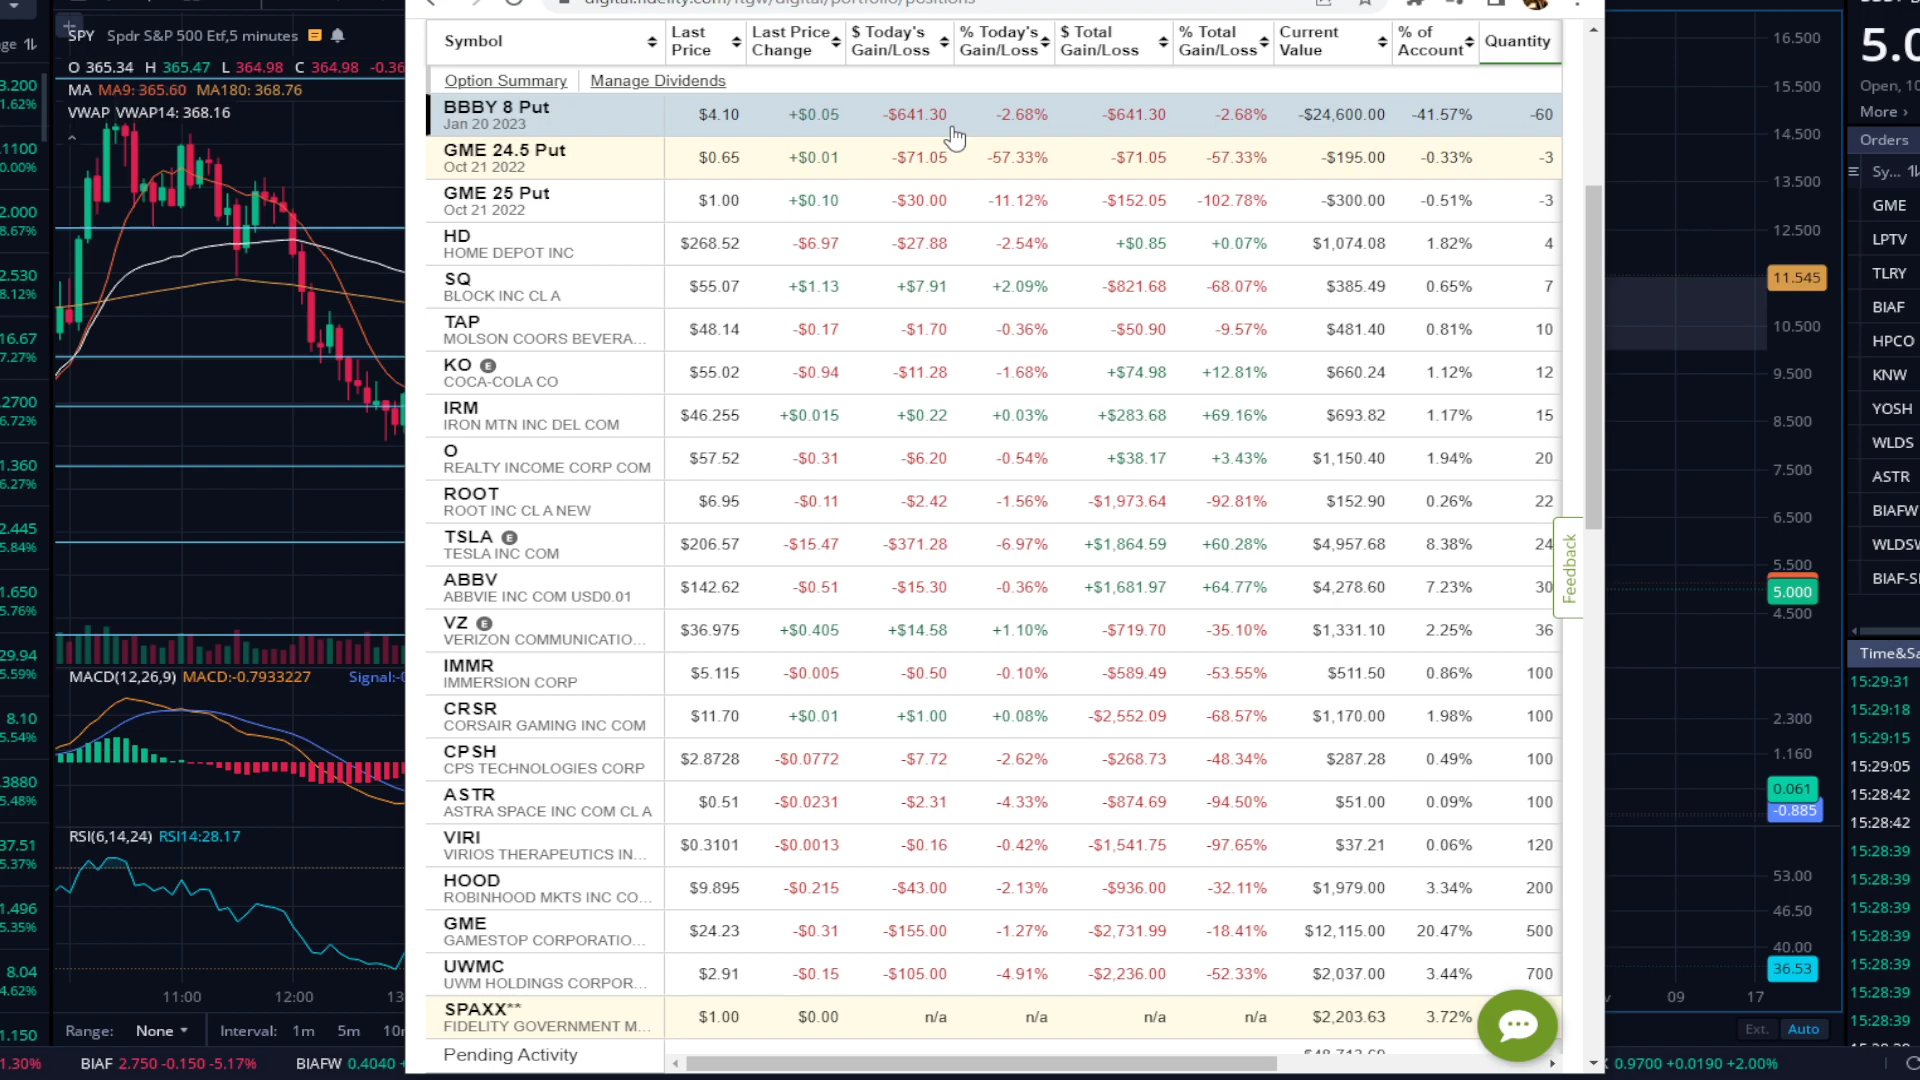 digital.fidelity.com/ftgw/digital/portfolio/positions
SPY Spdr S&P 500 Etf,5 minutes
O 365.34 H 365.47 L 364.98 C 364.98 -0.36
MA MA9: 365.60 MA180: 368.76
VWAP VWAP14: 368.16
Symbol Last Price Last Price Change $ Today's Gain/Loss % Today's Gain/Loss $ Total Gain/Loss % Total Gain/Loss Current Value % of Account Quantity
Option Summary Manage Dividends
BBBY 8 Put $4.10 +$0.05 -$641.30 -2.68% -$641.30 -2.68% -$24,600.00 -41.57% -60
Jan 20 2023
GME 24.5 Put $0.65 +$0.01 -$71.05 -57.33% -$71.05 -57.33% -$195.00 -0.33% -3
Oct 21 2022
GME 25 Put $1.00 +$0.10 -$30.00 -11.12% -$152.05 -102.78% -$300.00 -0.51% -3
Oct 21 2022
HD $268.52 -$6.97 -$27.88 -2.54% +$0.85 +0.07% $1,074.08 1.82% 4
HOME DEPOT INC
SQ $55.07 +$1.13 +$7.91 +2.09% -$821.68 -68.07% $385.49 0.65% 7
BLOCK INC CL A
TAP $48.14 -$0.17 -$1.70 -0.36% -$50.90 -9.57% $481.40 0.81% 10
MOLSON COORS BEVERA...
KO E $55.02 -$0.94 -$11.28 -1.68% +$74.98 +12.81% $660.24 1.12% 12
COCA-COLA CO
IRM $46.255 +$0.015 +$0.22 +0.03% +$283.68 +69.16% $693.82 1.17% 15
IRON MTN INC DEL COM
O $57.52 -$0.31 -$6.20 -0.54% +$38.17 +3.43% $1,150.40 1.94% 20
REALTY INCOME CORP COM
ROOT $6.95 -$0.11 -$2.42 -1.56% -$1,973.64 -92.81% $152.90 0.26% 22
ROOT INC CL A NEW
TSLA E $206.57 -$15.47 -$371.28 -6.97% +$1,864.59 +60.28% $4,957.68 8.38% 24
TESLA INC COM
ABBV $142.62 -$0.51 -$15.30 -0.36% +$1,681.97 +64.77% $4,278.60 7.23% 30
ABBVIE INC COM USD0.01
VZ E $36.975 +$0.405 +$14.58 +1.10% -$719.70 -35.10% $1,331.10 2.25% 36
VERIZON COMMUNICATIO...
IMMR $5.115 -$0.005 -$0.50 -0.10% -$589.49 -53.55% $511.50 0.86% 100
IMMERSION CORP
CRSR $11.70 +$0.01 +$1.00 +0.08% -$2,552.09 -68.57% $1,170.00 1.98% 100
CORSAIR GAMING INC COM
CPSH $2.8728 -$0.0772 -$7.72 -2.62% -$268.73 -48.34% $287.28 0.49% 100
CPS TECHNOLOGIES CORP
ASTR $0.51 -$0.0231 -$2.31 -4.33% -$874.69 -94.50% $51.00 0.09% 100
ASTRA SPACE INC COM CL A
VIRI $0.3101 -$0.0013 -$0.16 -0.42% -$1,541.75 -97.65% $37.21 0.06% 120
VIRIOS THERAPEUTICS IN...
HOOD $9.895 -$0.215 -$43.00 -2.13% -$936.00 -32.11% $1,979.00 3.34% 200
ROBINHOOD MKTS INC CO...
GME $24.23 -$0.31 -$155.00 -1.27% -$2,731.99 -18.41% $12,115.00 20.47% 500
GAMESTOP CORPORATIO...
UWMC $2.91 -$0.15 -$105.00 -4.91% -$2,236.00 -52.33% $2,037.00 3.44% 700
UWM HOLDINGS CORPOR...
SPAXX** $1.00 $0.00 n/a n/a n/a n/a $2,203.63 3.72%
FIDELITY GOVERNMENT M...
Pending Activity
Feedback
MACD(12,26,9) MACD:-0.7933227 Signal:-
RSI(6,14,24) RSI14:28.17
11:00 12:00 13
Range: None Interval: 1m 5m 10
BIAF 2.750 -0.150 -5.17% BIAFW 0.4040
0.9700 +0.0190 +2.00%
16.500
15.500
14.500
13.500
12.500
11.545
10.500
9.500
8.500
7.500
6.500
5.500
5.000
4.500
2.300
1.160
0.061
-0.885
53.00
46.50
40.00
36.53
09 17
Ext. Auto
5.0
Open, 10
More ›
Orders
Sy...
GME
LPTV
TLRY
BIAF
HPCO
KNW
YOSH
WLDS
ASTR
BIAFW
WLDSW
BIAF-S
Time&Sa
15:29:31
15:29:18
15:29:15
15:29:05
15:28:42
15:28:42
15:28:39
15:28:39
15:28:39
15:28:39
15:28:39
15:28:39
15:28:39